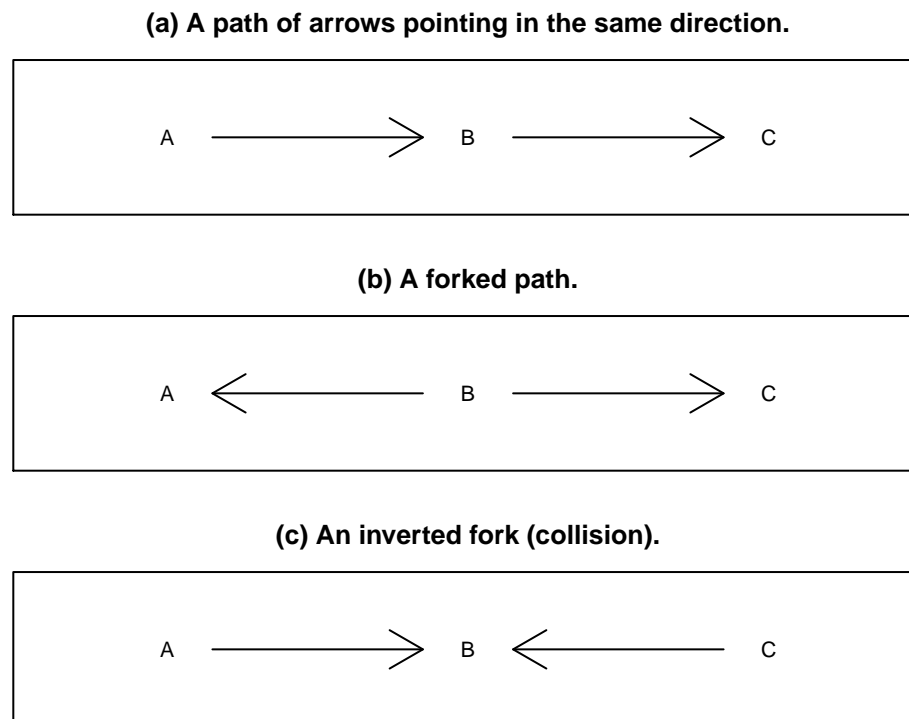 (a) A path of arrows pointing in the same direction.
A B C
(b) A forked path.
A B C
(c) An inverted fork (collision).
A B C